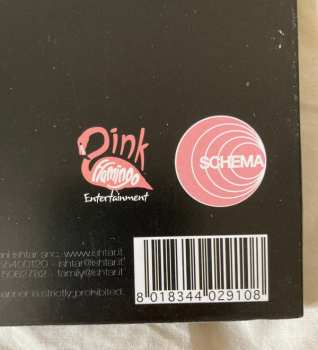 Pink
Flamingo
Entertainment
SCHEMA
ishtar snc. www.ishtar.it
ishtar@ishtar.it
family@ishtar.it
is strictly prohibited.
8 018344 029108